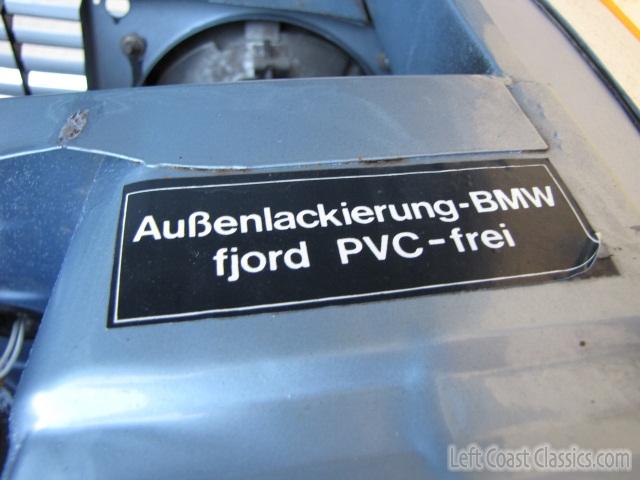 Außenlackierung-BMW
fjord PVC-frei
Left Coast Classics.com